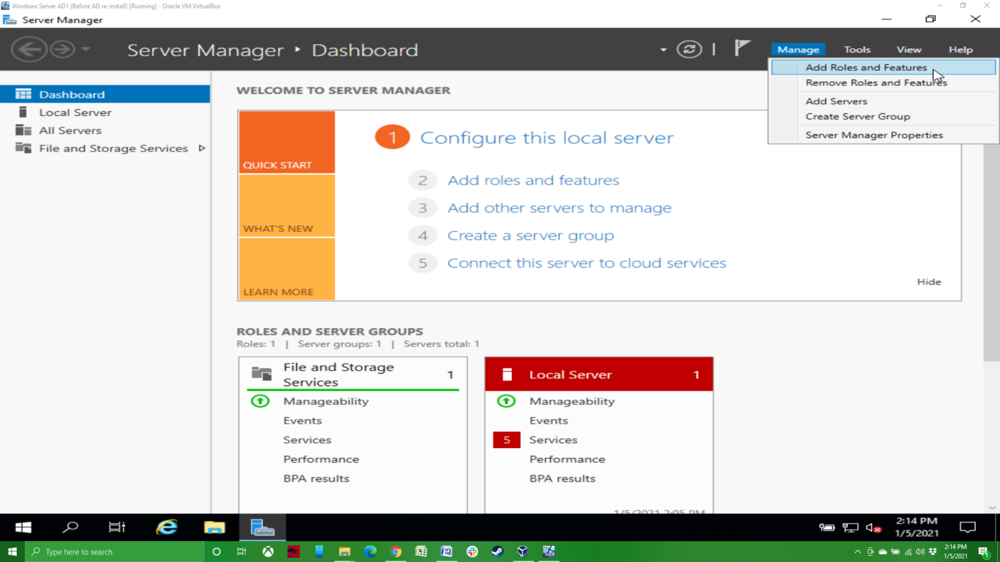 Windows Server AD1 (Before AD re-install) [Running] - Oracle VM VirtualBox
Server Manager
Server Manager ‣ Dashboard
Manage Tools View Help
Add Roles and Features
Remove Roles and Features
Add Servers
Create Server Group
Server Manager Properties
Dashboard
Local Server
All Servers
File and Storage Services
WELCOME TO SERVER MANAGER
QUICK START
WHAT'S NEW
LEARN MORE
1 Configure this local server
2 Add roles and features
3 Add other servers to manage
4 Create a server group
5 Connect this server to cloud services
Hide
ROLES AND SERVER GROUPS
Roles: 1 | Server groups: 1 | Servers total: 1
File and Storage
Services 1
Manageability
Events
Services
Performance
BPA results
Local Server 1
Manageability
Events
5 Services
Performance
BPA results
1/5/2021 2:05 PM
2:14 PM
1/5/2021
Type here to search
2:14 PM
1/5/2021